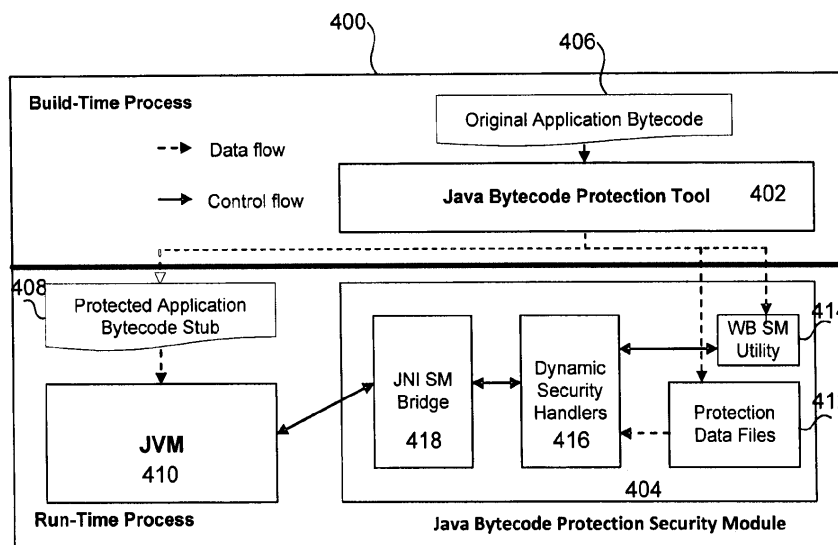 400
406
Build-Time Process
Original Application Bytecode
Data flow
Java Bytecode Protection Tool 402
Control flow
408
Protected Application
Bytecode Stub
JVM
410
JNI SM
Bridge
418
Dynamic
Security
Handlers
416
WB SM
Utility
414
Protection
Data Files
41
404
Run-Time Process
Java Bytecode Protection Security Module